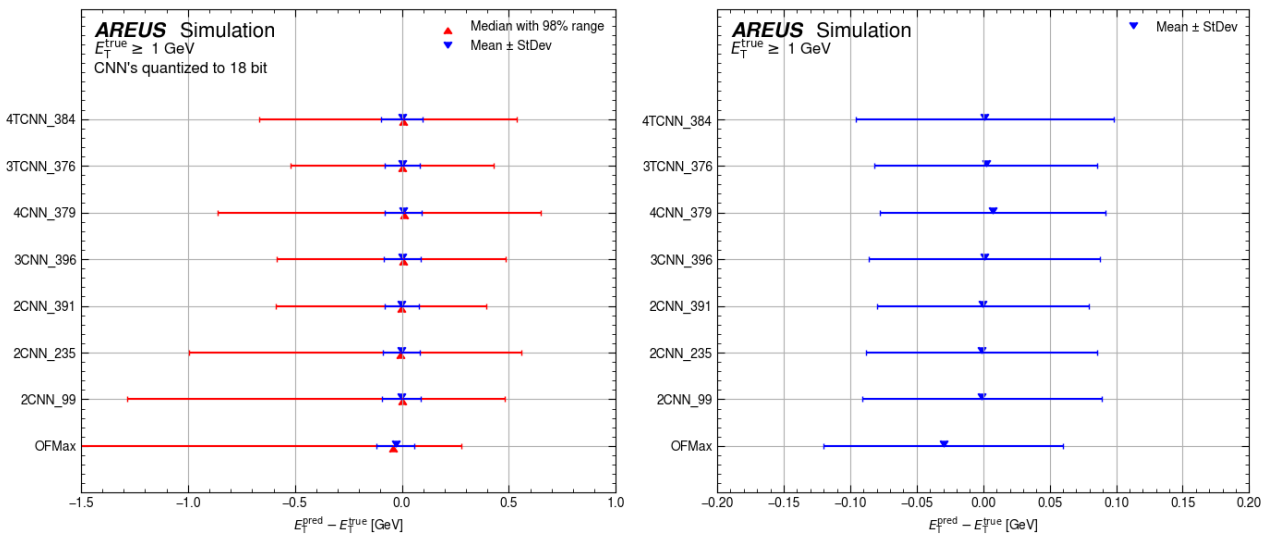 AREUS Simulation
E_T^true ≥ 1 GeV
CNN's quantized to 18 bit
Median with 98% range
Mean ± StDev
4TCNN_384
3TCNN_376
4CNN_379
3CNN_396
2CNN_391
2CNN_235
2CNN_99
OFMax
−1.5 −1.0 −0.5 0.0 0.5 1.0
E_T^pred − E_T^true [GeV]
AREUS Simulation
E_T^true ≥ 1 GeV
Mean ± StDev
4TCNN_384
3TCNN_376
4CNN_379
3CNN_396
2CNN_391
2CNN_235
2CNN_99
OFMax
−0.20 −0.15 −0.10 −0.05 0.00 0.05 0.10 0.15 0.20
E_T^pred − E_T^true [GeV]